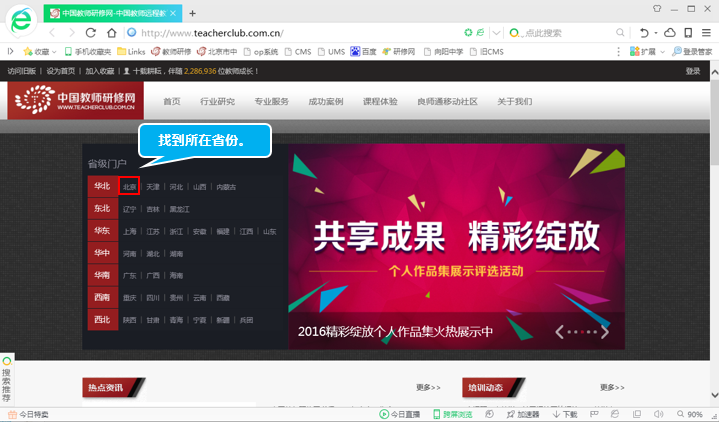 中国教师研修网-中国教师远程
http://www.teacherclub.com.cn/
点此搜索
收藏 手机收藏夹 Links 教师研修 北京市中 op系统 CMS UMS 百度 研修网 向阳中学 旧CMS 扩展 登录管家
访问旧版 | 设为首页 | 加入收藏 | 十载耕耘，伴随 2,286,936 位教师成长！ 登录
中国教师研修网
WWW.TEACHERCLUB.COM.CN
首页 行业研究 专业服务 成功案例 课程体验 良师通移动社区 关于我们
找到所在省份。
省级门户
华北 北京 | 天津 | 河北 | 山西 | 内蒙古
东北 辽宁 | 吉林 | 黑龙江
华东 上海 | 江苏 | 浙江 | 安徽 | 福建 | 江西 | 山东
华中 河南 | 湖北 | 湖南
华南 广东 | 广西 | 海南
西南 重庆 | 四川 | 贵州 | 云南 | 西藏
西北 陕西 | 甘肃 | 青海 | 宁夏 | 新疆 | 兵团
共享成果 精彩绽放
个人作品集展示评选活动
2016精彩绽放个人作品集火热展示中
搜索推荐
热点资讯 更多>> 培训动态 更多>>
今日特卖 今日直播 跨屏浏览 加速器 下载 90%